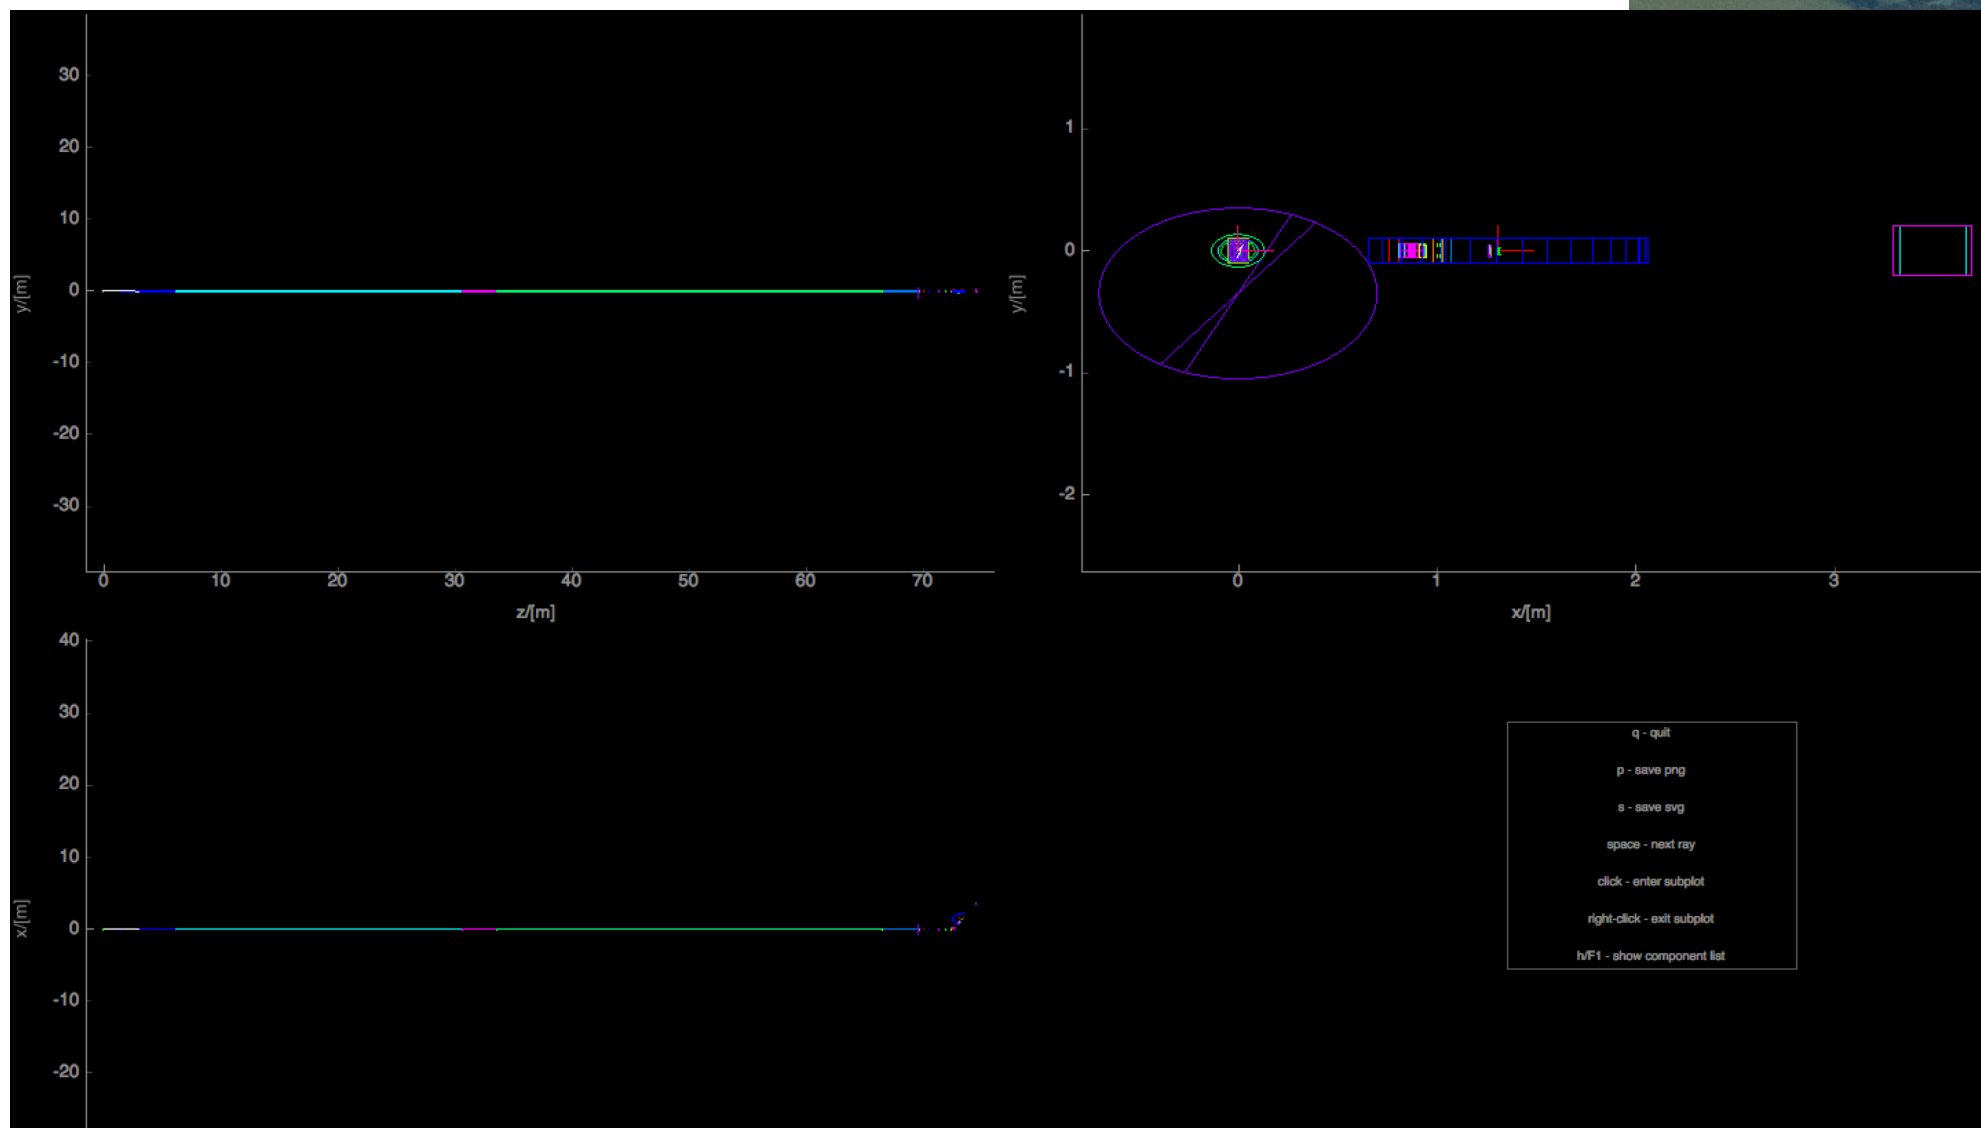 30
20
10
0
-10
-20
-30
y/[m]
0 10 20 30 40 50 60 70
z/[m]
1
0
-1
-2
y/[m]
0 1 2 3
x/[m]
40
30
20
10
0
-10
-20
x/[m]
q - quit
p - save png
s - save svg
space - next ray
click - enter subplot
right-click - exit subplot
h/F1 - show component list